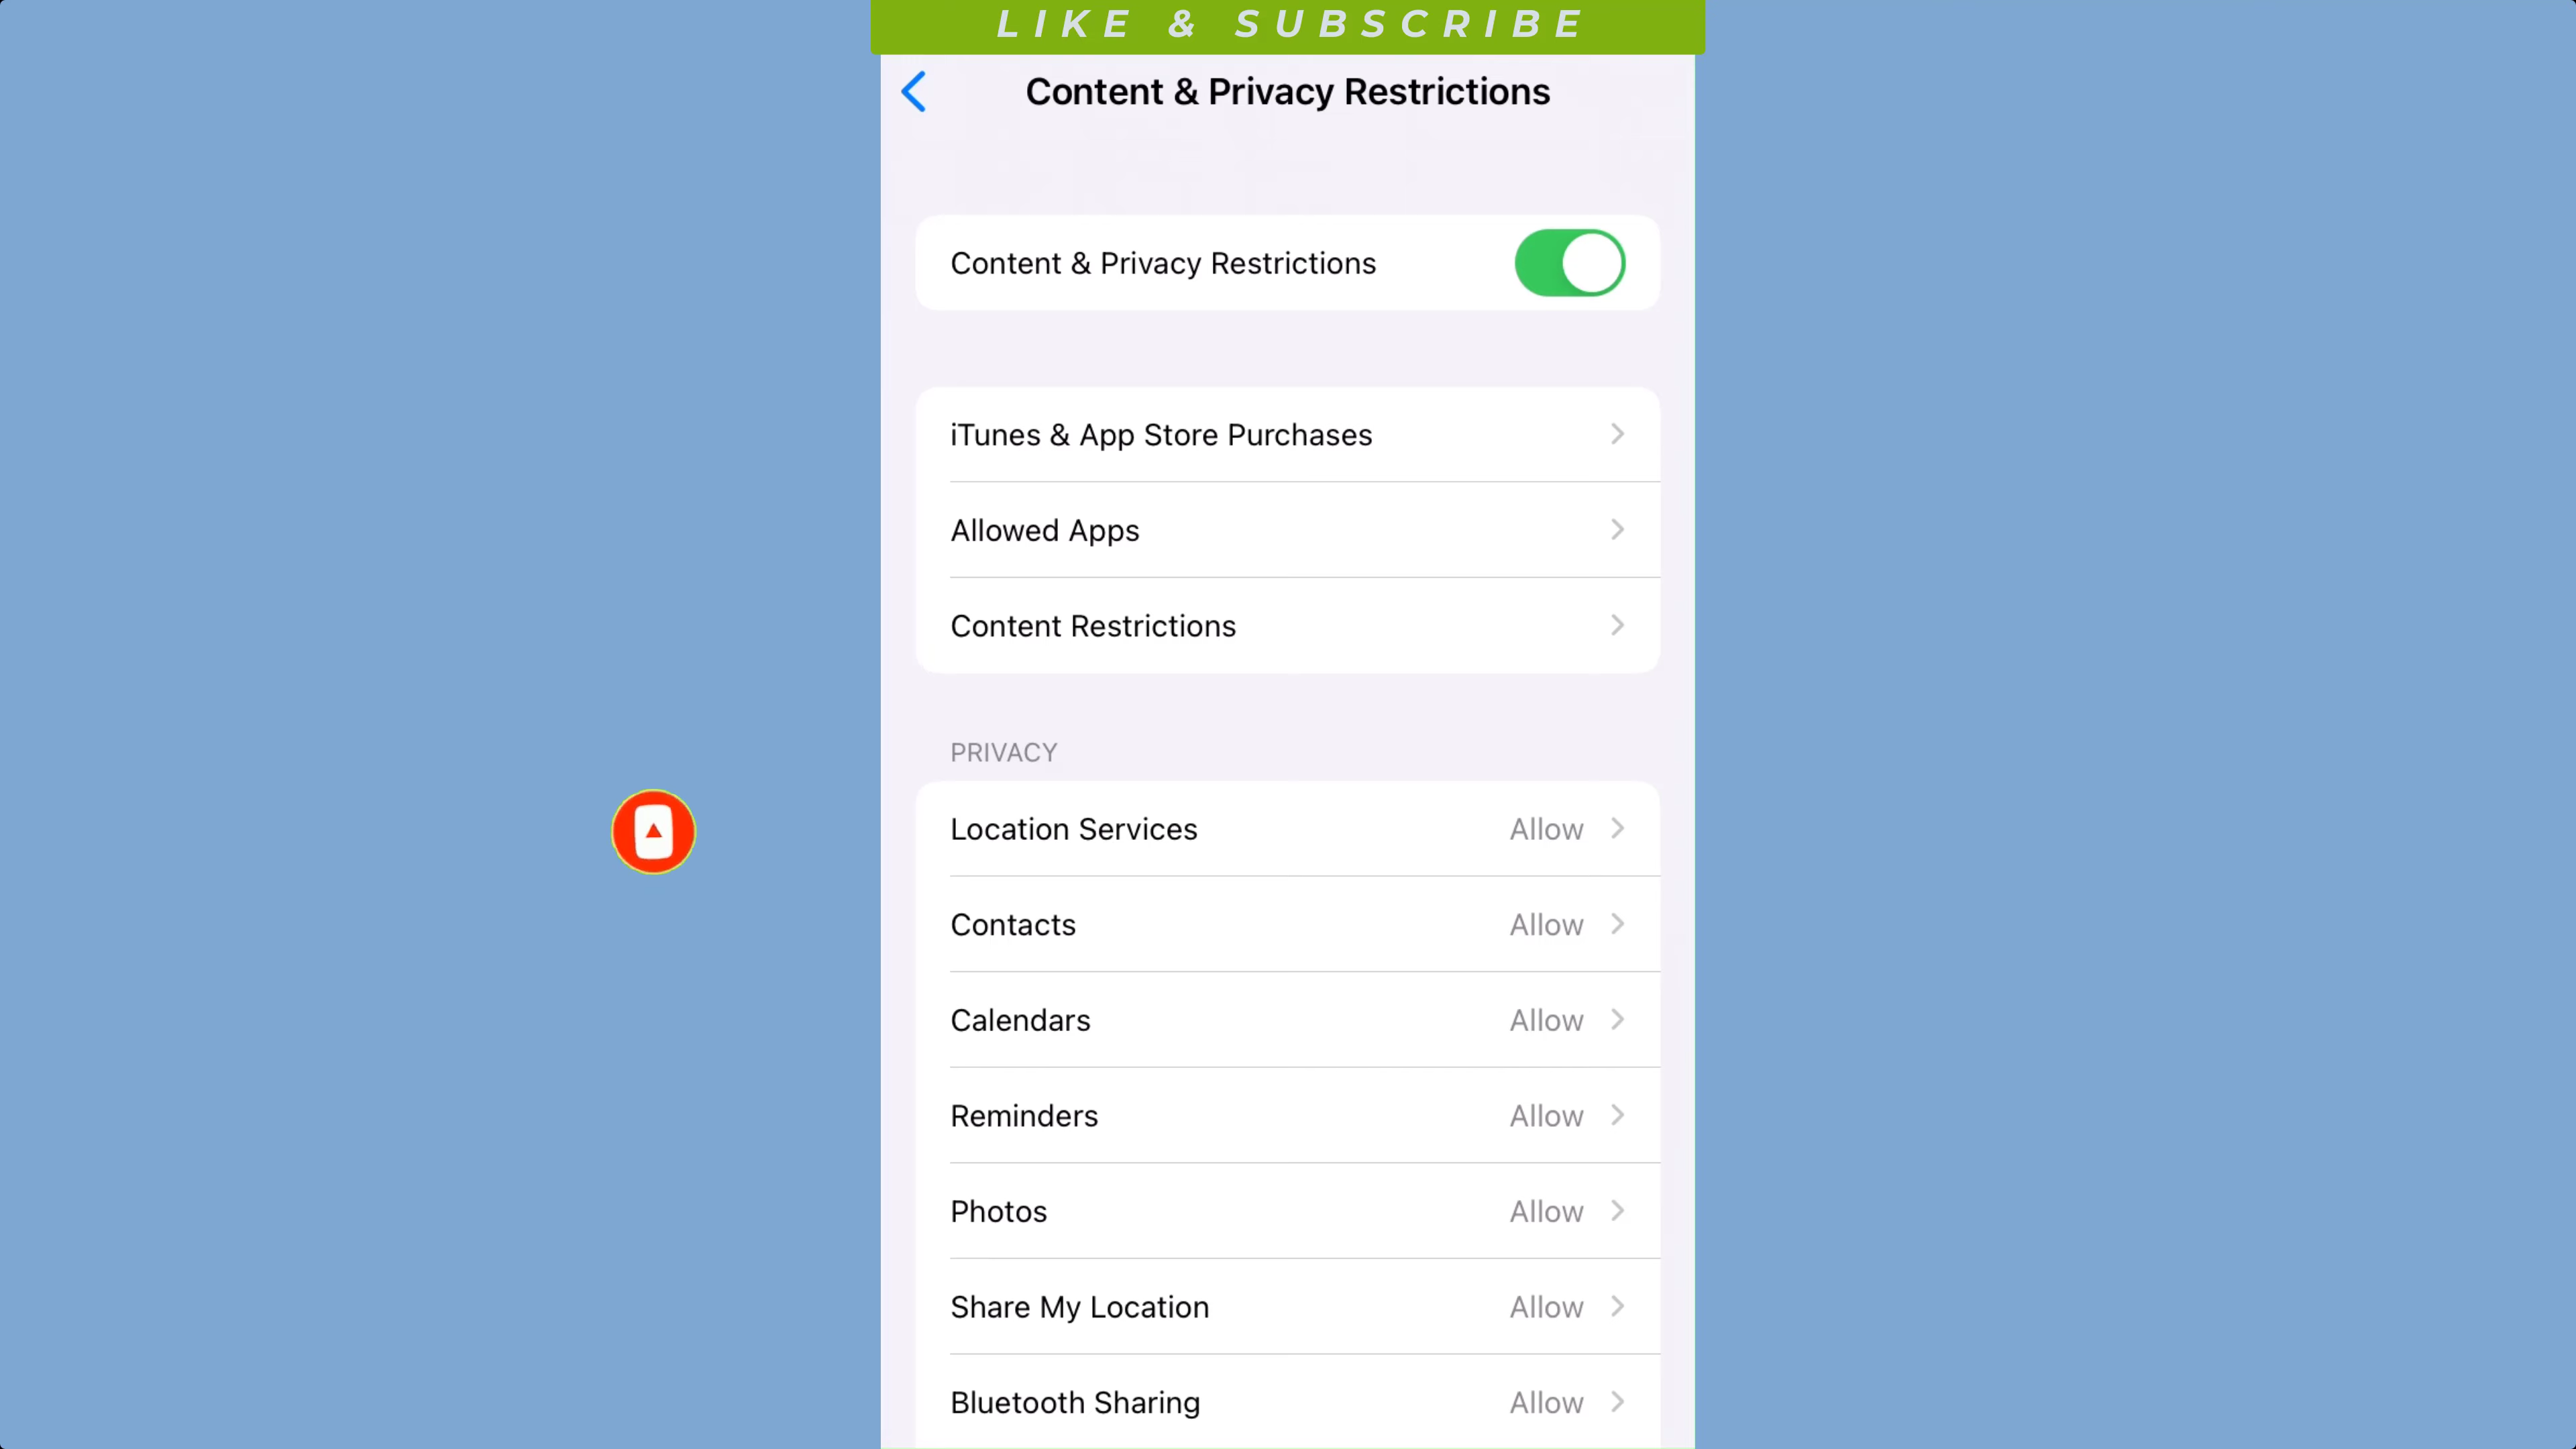 LIKE & SUBSCRIBE
Content & Privacy Restrictions
Content & Privacy Restrictions
iTunes & App Store Purchases
Allowed Apps
Content Restrictions
PRIVACY
Location Services Allow
Contacts Allow
Calendars Allow
Reminders Allow
Photos Allow
Share My Location Allow
Bluetooth Sharing Allow